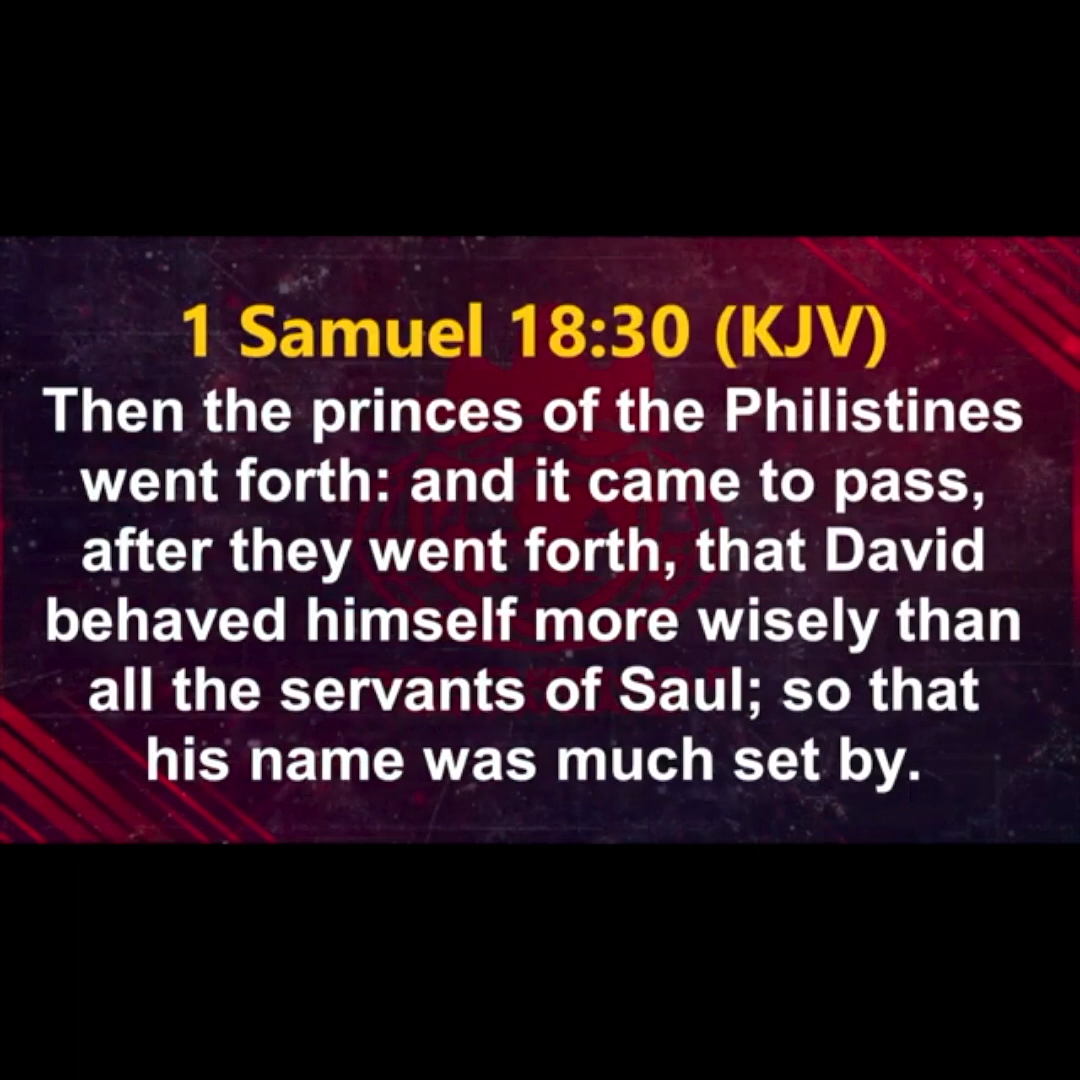 1 Samuel 18:30 (KJV)
Then the princes of the Philistines
went forth: and it came to pass,
after they went forth, that David
behaved himself more wisely than
all the servants of Saul; so that
his name was much set by.